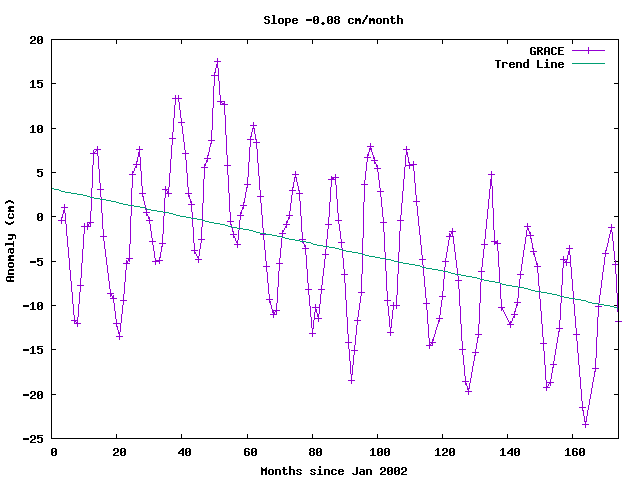 Slope -0.08 cm/month
GRACE
Trend Line
20
15
10
5
0
-5
-10
-15
-20
-25
Anomaly (cm)
0 20 40 60 80 100 120 140 160
Months since Jan 2002